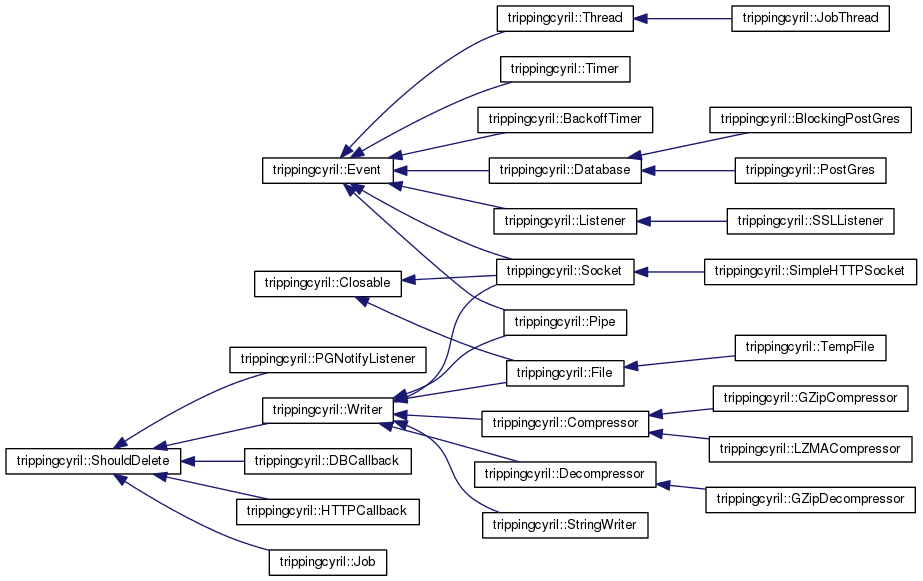 trippingcyril::Thread
trippingcyril::JobThread
trippingcyril::Timer
trippingcyril::BackoffTimer
trippingcyril::BlockingPostGres
trippingcyril::Event
trippingcyril::Database
trippingcyril::PostGres
trippingcyril::Listener
trippingcyril::SSLListener
trippingcyril::Closable
trippingcyril::Socket
trippingcyril::SimpleHTTPSocket
trippingcyril::Pipe
trippingcyril::PGNotifyListener
trippingcyril::File
trippingcyril::TempFile
trippingcyril::Writer
trippingcyril::Compressor
trippingcyril::GZipCompressor
trippingcyril::LZMACompressor
trippingcyril::ShouldDelete
trippingcyril::DBCallback
trippingcyril::Decompressor
trippingcyril::GZipDecompressor
trippingcyril::HTTPCallback
trippingcyril::StringWriter
trippingcyril::Job